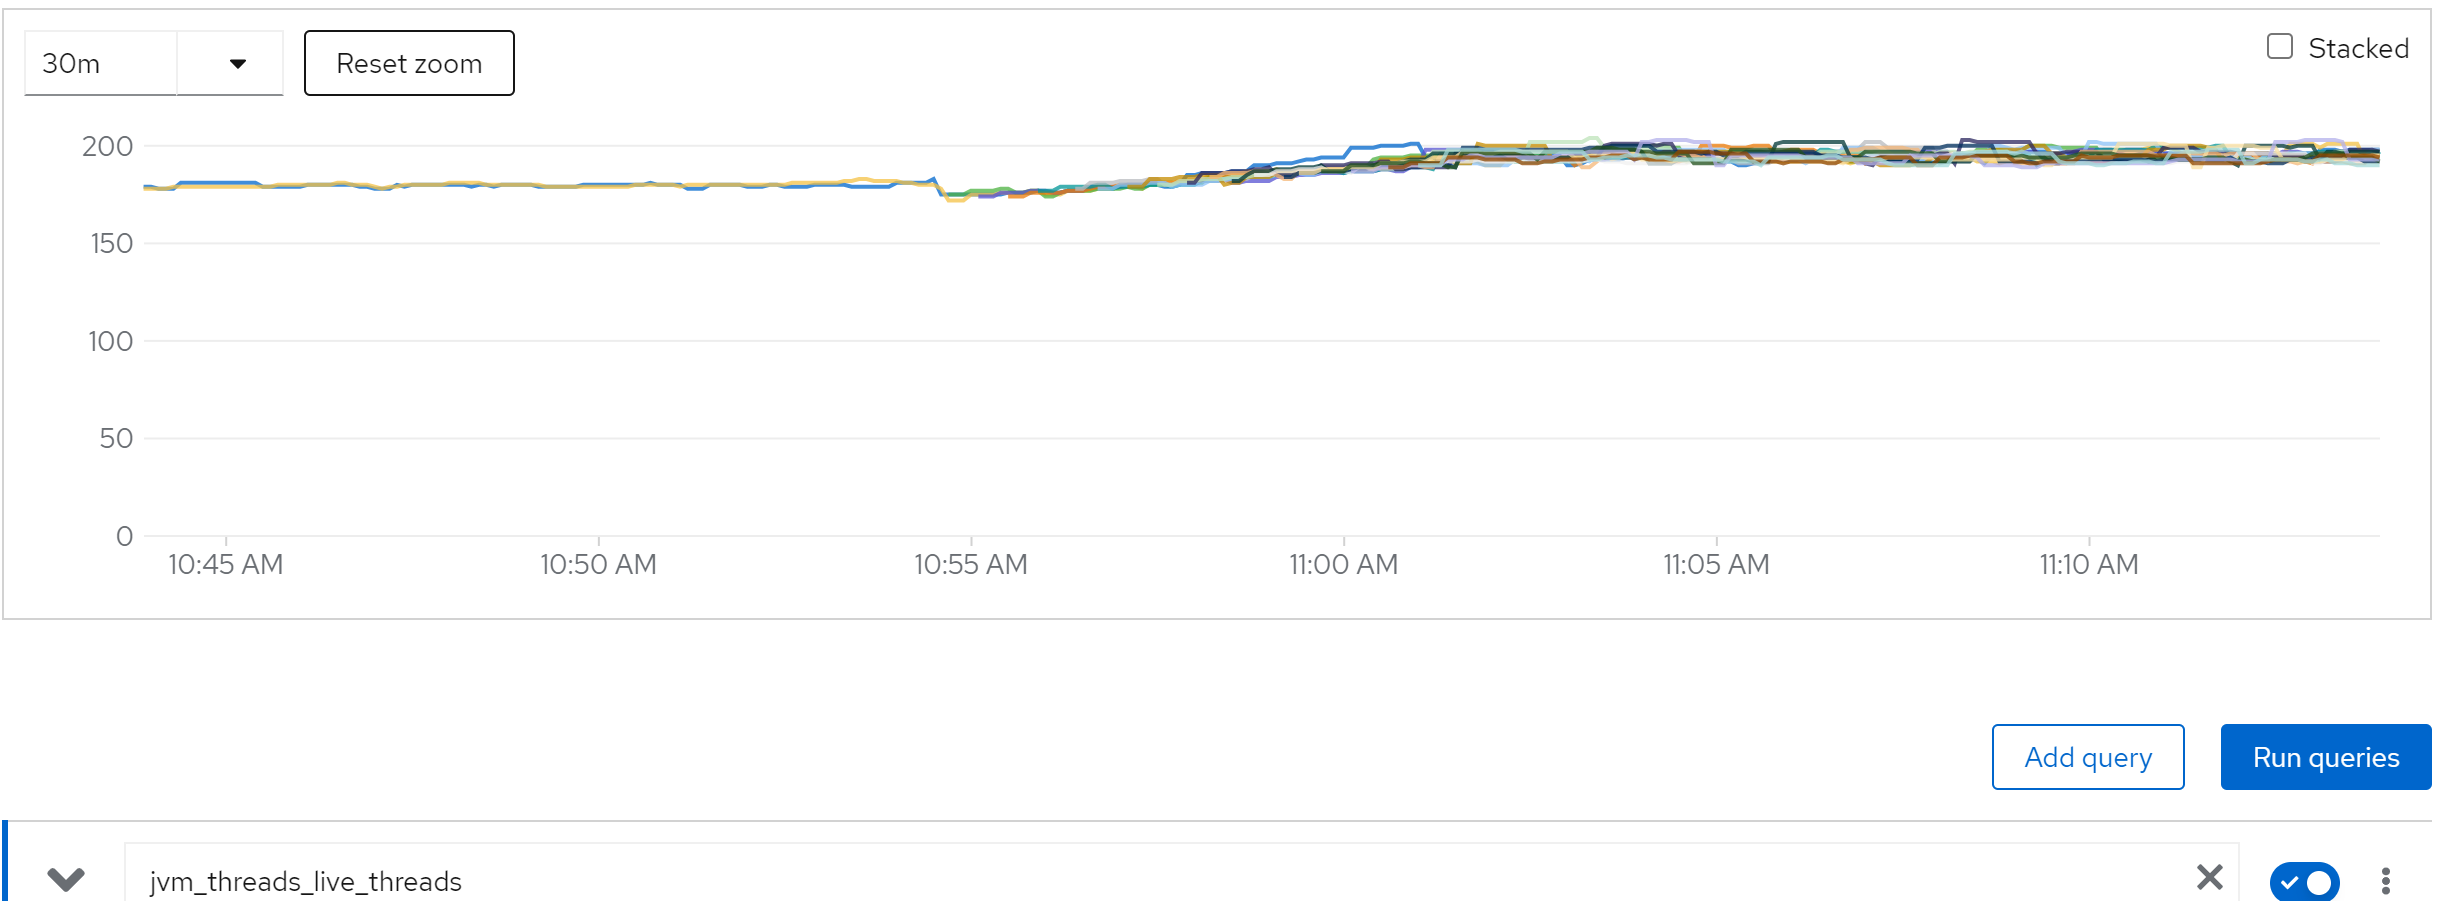 30m
Reset zoom
Stacked
200
150
100
50
0
10:45 AM
10:50 AM
10:55 AM
11:00 AM
11:05 AM
11:10 AM
Add query
Run queries
jvm_threads_live_threads